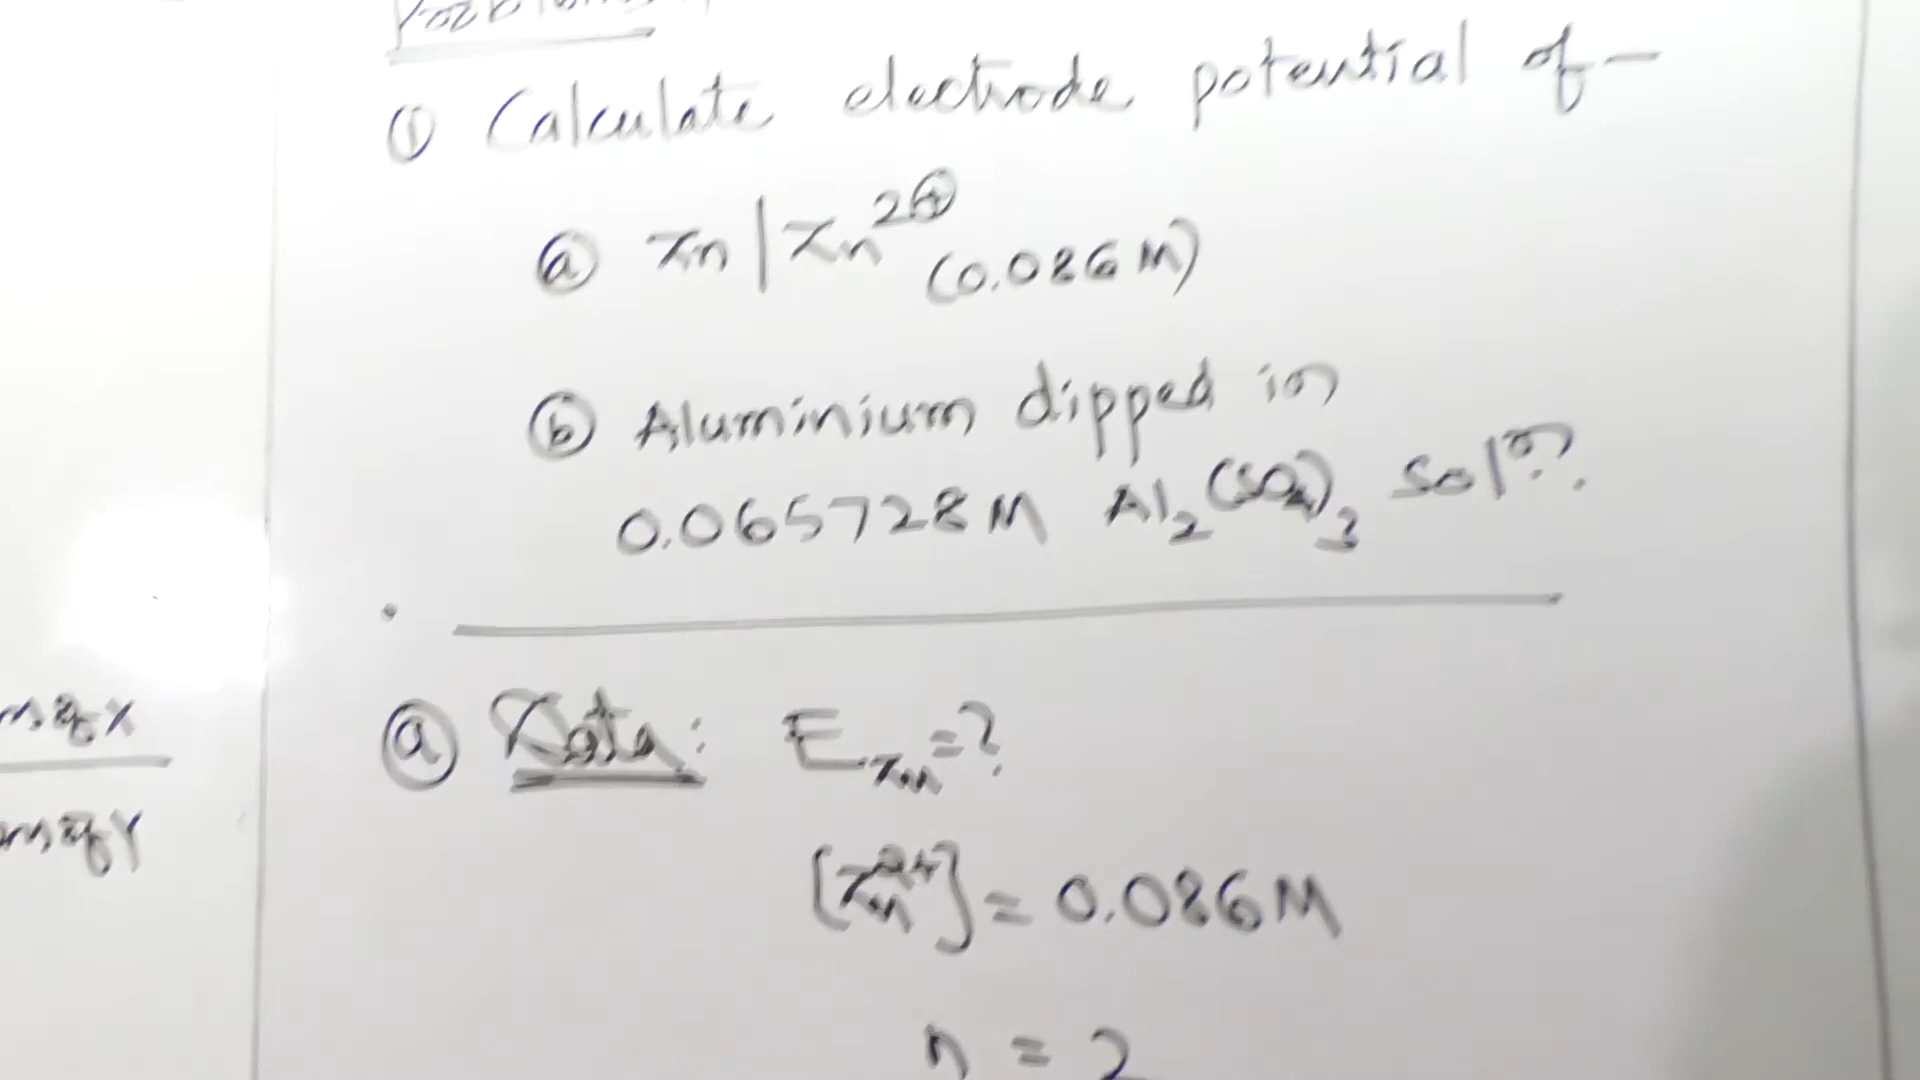 ① Calculate electrode potential of —
ⓐ Zn | Zn²⊕ (0.086 M)
ⓑ Aluminium dipped in
0.065728 M Al₂(SO₄)₃ solⁿ.
ⓐ Data: E_Zn = ?
[Zn²⁺] = 0.086 M
n = 2